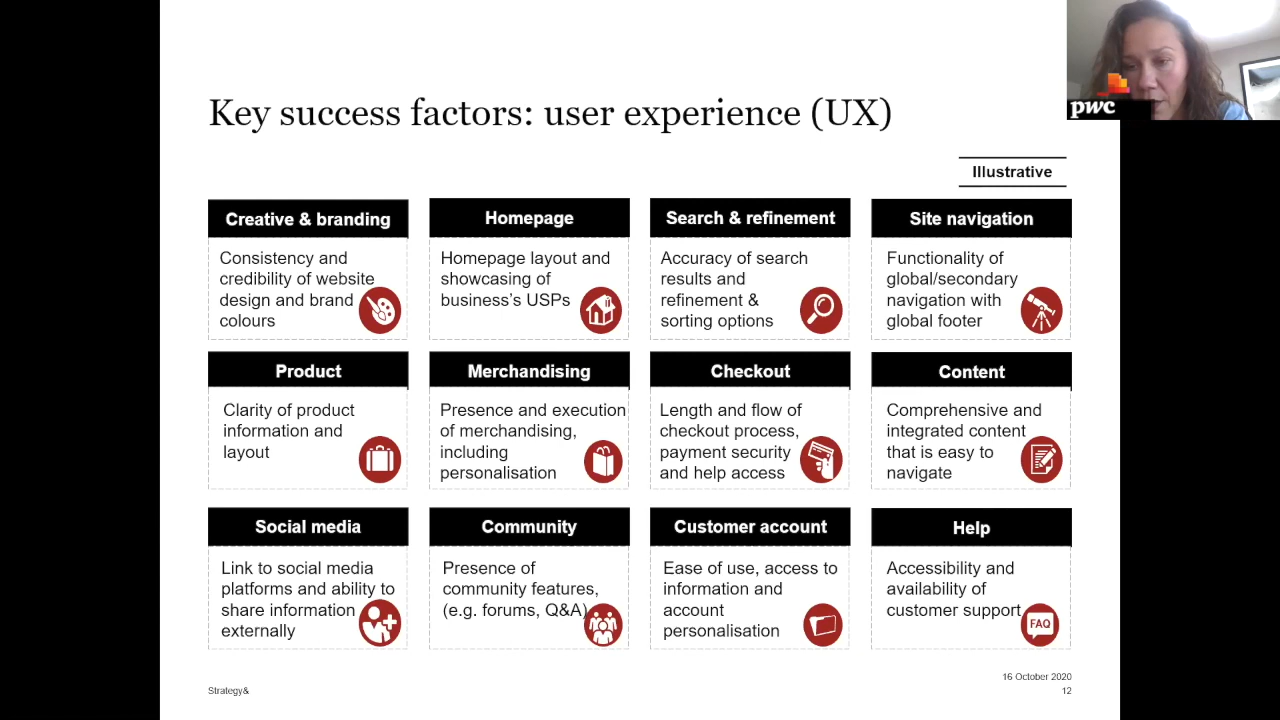 pwc
Key success factors: user experience (UX)
Illustrative
Creative & branding
Consistency and
credibility of website
design and brand
colours
Homepage
Homepage layout and
showcasing of
business's USPs
Search & refinement
Accuracy of search
results and
refinement &
sorting options
Site navigation
Functionality of
global/secondary
navigation with
global footer
Product
Clarity of product
information and
layout
Merchandising
Presence and execution
of merchandising,
including
personalisation
Checkout
Length and flow of
checkout process,
payment security
and help access
Content
Comprehensive and
integrated content
that is easy to
navigate
Social media
Link to social media
platforms and ability to
share information
externally
Community
Presence of
community features,
(e.g. forums, Q&A)
Customer account
Ease of use, access to
information and
account
personalisation
Help
Accessibility and
availability of
customer support
FAQ
16 October 2020
Strategy&
12